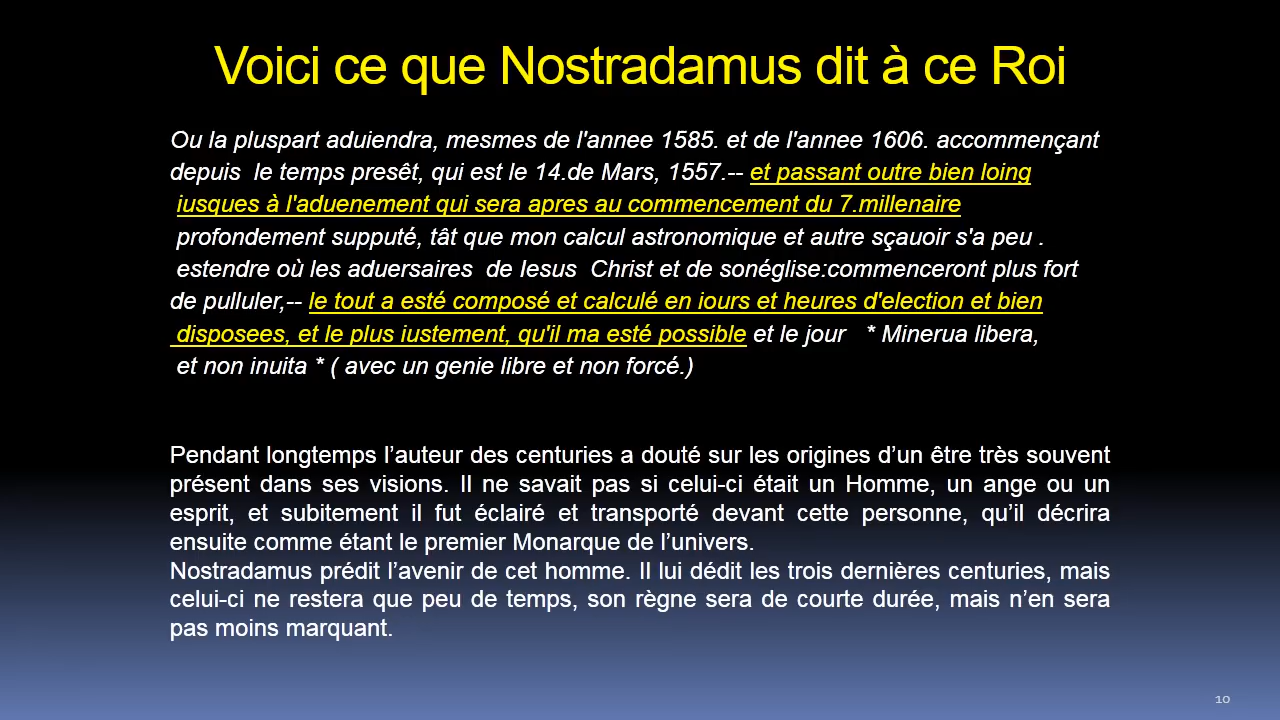 Voici ce que Nostradamus dit à ce Roi
Ou la pluspart aduiendra, mesmes de l'annee 1585. et de l'annee 1606. accommençant
depuis le temps presêt, qui est le 14.de Mars, 1557.-- et passant outre bien loing
iusques à l'aduenement qui sera apres au commencement du 7.millenaire
profondement supputé, tât que mon calcul astronomique et autre sçauoir s'a peu .
estendre où les aduersaires de Iesus Christ et de sonéglise:commenceront plus fort
de pulluler,-- le tout a esté composé et calculé en iours et heures d'election et bien
disposees, et le plus iustement, qu'il ma esté possible et le jour * Minerua libera,
et non inuita * ( avec un genie libre et non forcé.)
Pendant longtemps l’auteur des centuries a douté sur les origines d’un être très souvent
présent dans ses visions. Il ne savait pas si celui-ci était un Homme, un ange ou un
esprit, et subitement il fut éclairé et transporté devant cette personne, qu’il décrira
ensuite comme étant le premier Monarque de l’univers.
Nostradamus prédit l’avenir de cet homme. Il lui dédit les trois dernières centuries, mais
celui-ci ne restera que peu de temps, son règne sera de courte durée, mais n’en sera
pas moins marquant.
10